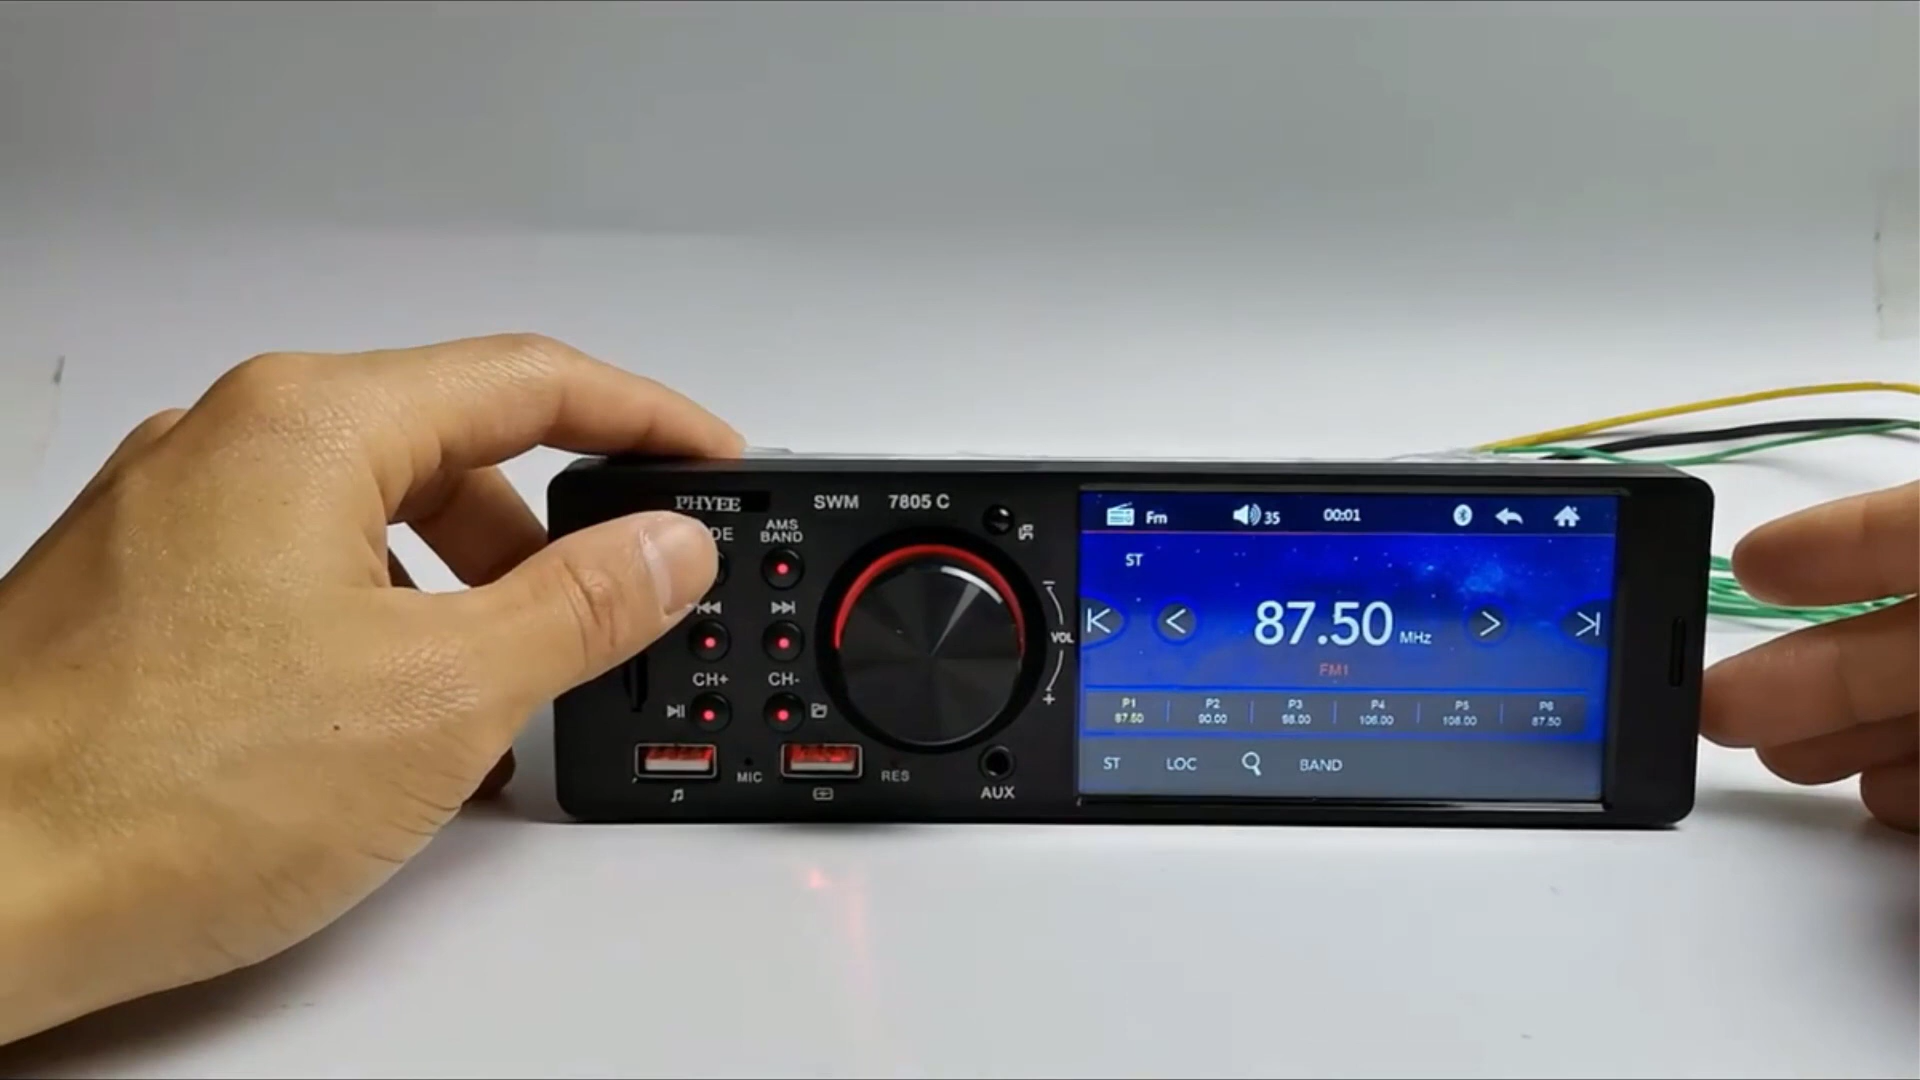 PHYEE SWM 7805 C
DE AMS
BAND
CH+ CH-
MIC RES
AUX
VOL
Fm 35 00:01
ST
87.50 MHz
FM1
P1 P2 P3 P4 P5 P6
87.50 90.00 98.00 106.00 108.00 87.50
ST LOC BAND